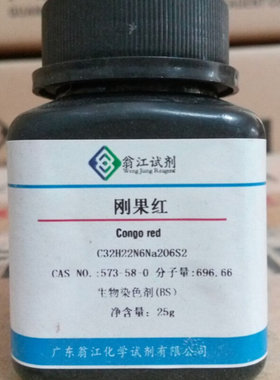 翁江试剂
Weng Jiang Reagent
刚果红
Congo red
C32H22N6Na2O6S2
CAS NO.:573-58-0 分子量:696.66
生物染色剂(BS)
净含量: 25g
广东翁江化学试剂有限公司